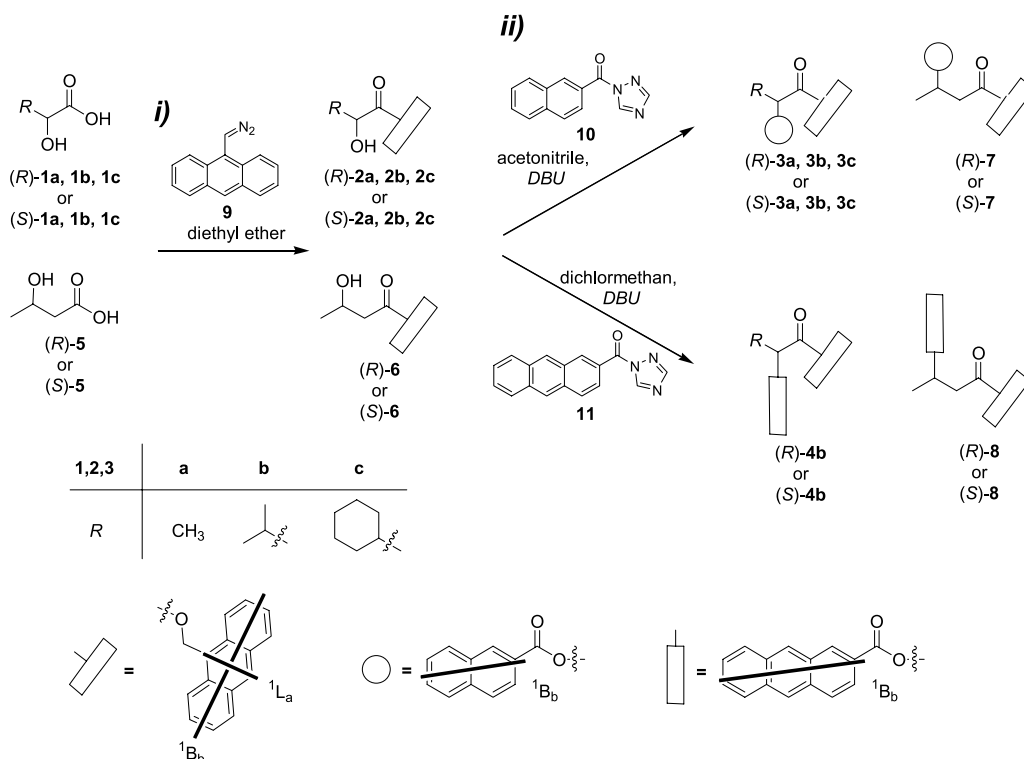 ii)
O
N
N
N
10
acetonitrile,
DBU
R
O
OH
OH
(R)-1a, 1b, 1c
or
(S)-1a, 1b, 1c
i)
N2
9
diethyl ether
R
O
OH
(R)-2a, 2b, 2c
or
(S)-2a, 2b, 2c
R
O
(R)-3a, 3b, 3c
or
(S)-3a, 3b, 3c
O
(R)-7
or
(S)-7
OH
O
OH
(R)-5
or
(S)-5
OH
O
(R)-6
or
(S)-6
dichlormethan,
DBU
O
N
N
N
11
R
O
(R)-4b
or
(S)-4b
O
(R)-8
or
(S)-8
1,2,3 a b c
R CH3
=
O
1La
1Bb
=
O
O
1Bb
=
O
O
1Bb